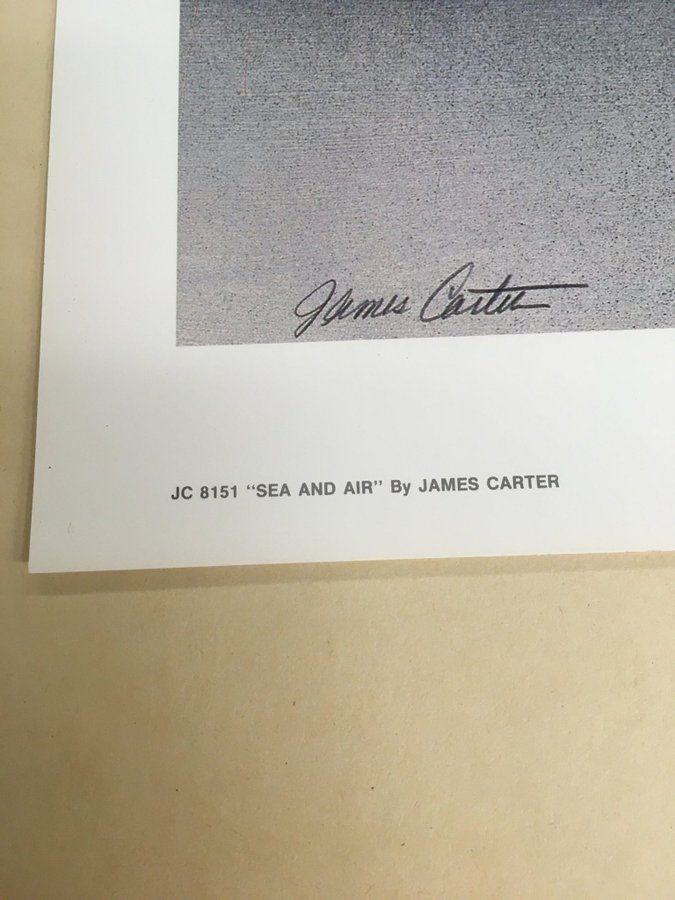 James Carter
JC 8151 “SEA AND AIR” By JAMES CARTER